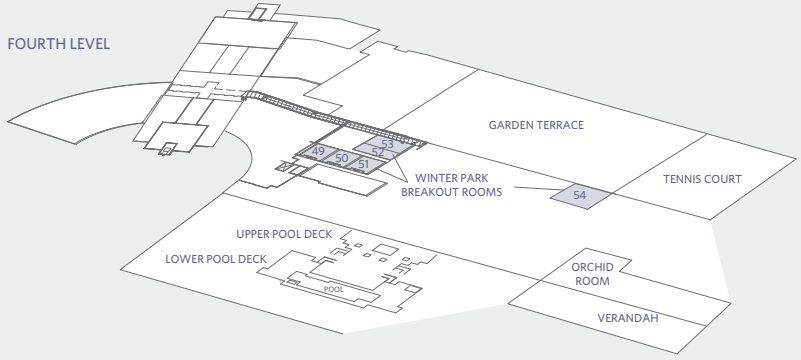 FOURTH LEVEL
GARDEN TERRACE
53
49
50
52
51
WINTER PARK
BREAKOUT ROOMS
TENNIS COURT
54
UPPER POOL DECK
LOWER POOL DECK
POOL
ORCHID
ROOM
VERANDAH